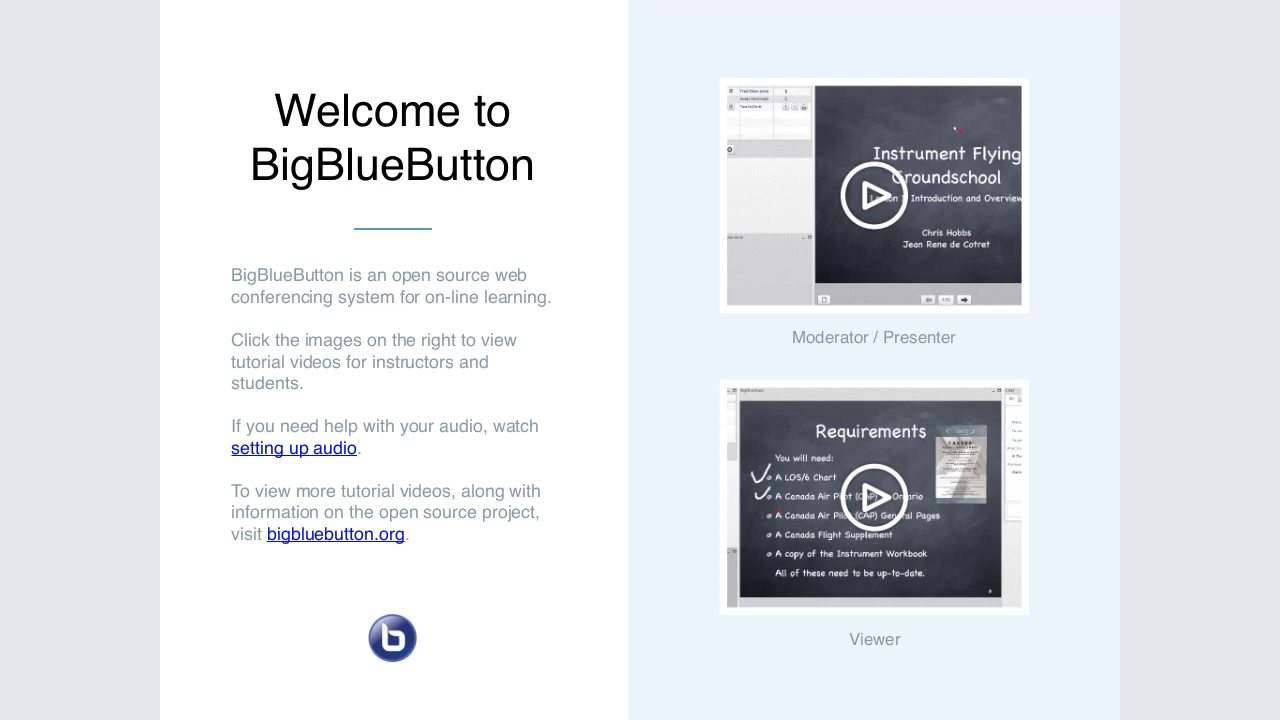 Welcome to
BigBlueButton
BigBlueButton is an open source web
conferencing system for on-line learning.
Click the images on the right to view
tutorial videos for instructors and
students.
If you need help with your audio, watch
setting up audio.
To view more tutorial videos, along with
information on the open source project,
visit bigbluebutton.org.
b
Instrument Flying
Groundschool
Introduction and Overview
Chris Hobbs
Jean Rene de Cotret
Moderator / Presenter
Requirements
You will need:
A LO5/6 Chart
A Canada Air Pilot (CAP) Ontario
A Canada Air Pilot (CAP) General Pages
A Canada Flight Supplement
A copy of the Instrument Workbook
All of these need to be up-to-date.
CANADA
Viewer